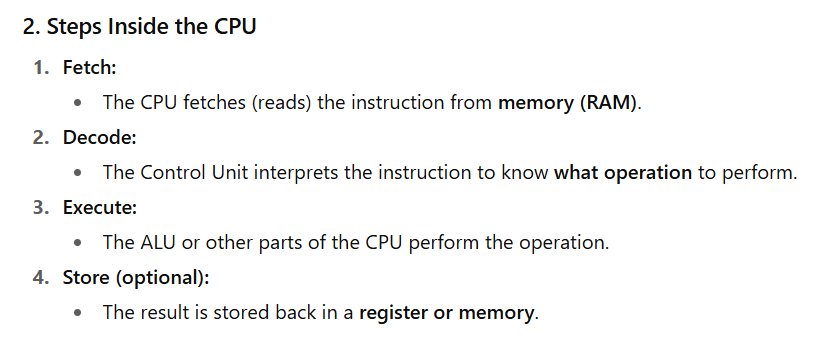 2. Steps Inside the CPU
1. Fetch:
• The CPU fetches (reads) the instruction from memory (RAM).
2. Decode:
• The Control Unit interprets the instruction to know what operation to perform.
3. Execute:
• The ALU or other parts of the CPU perform the operation.
4. Store (optional):
• The result is stored back in a register or memory.